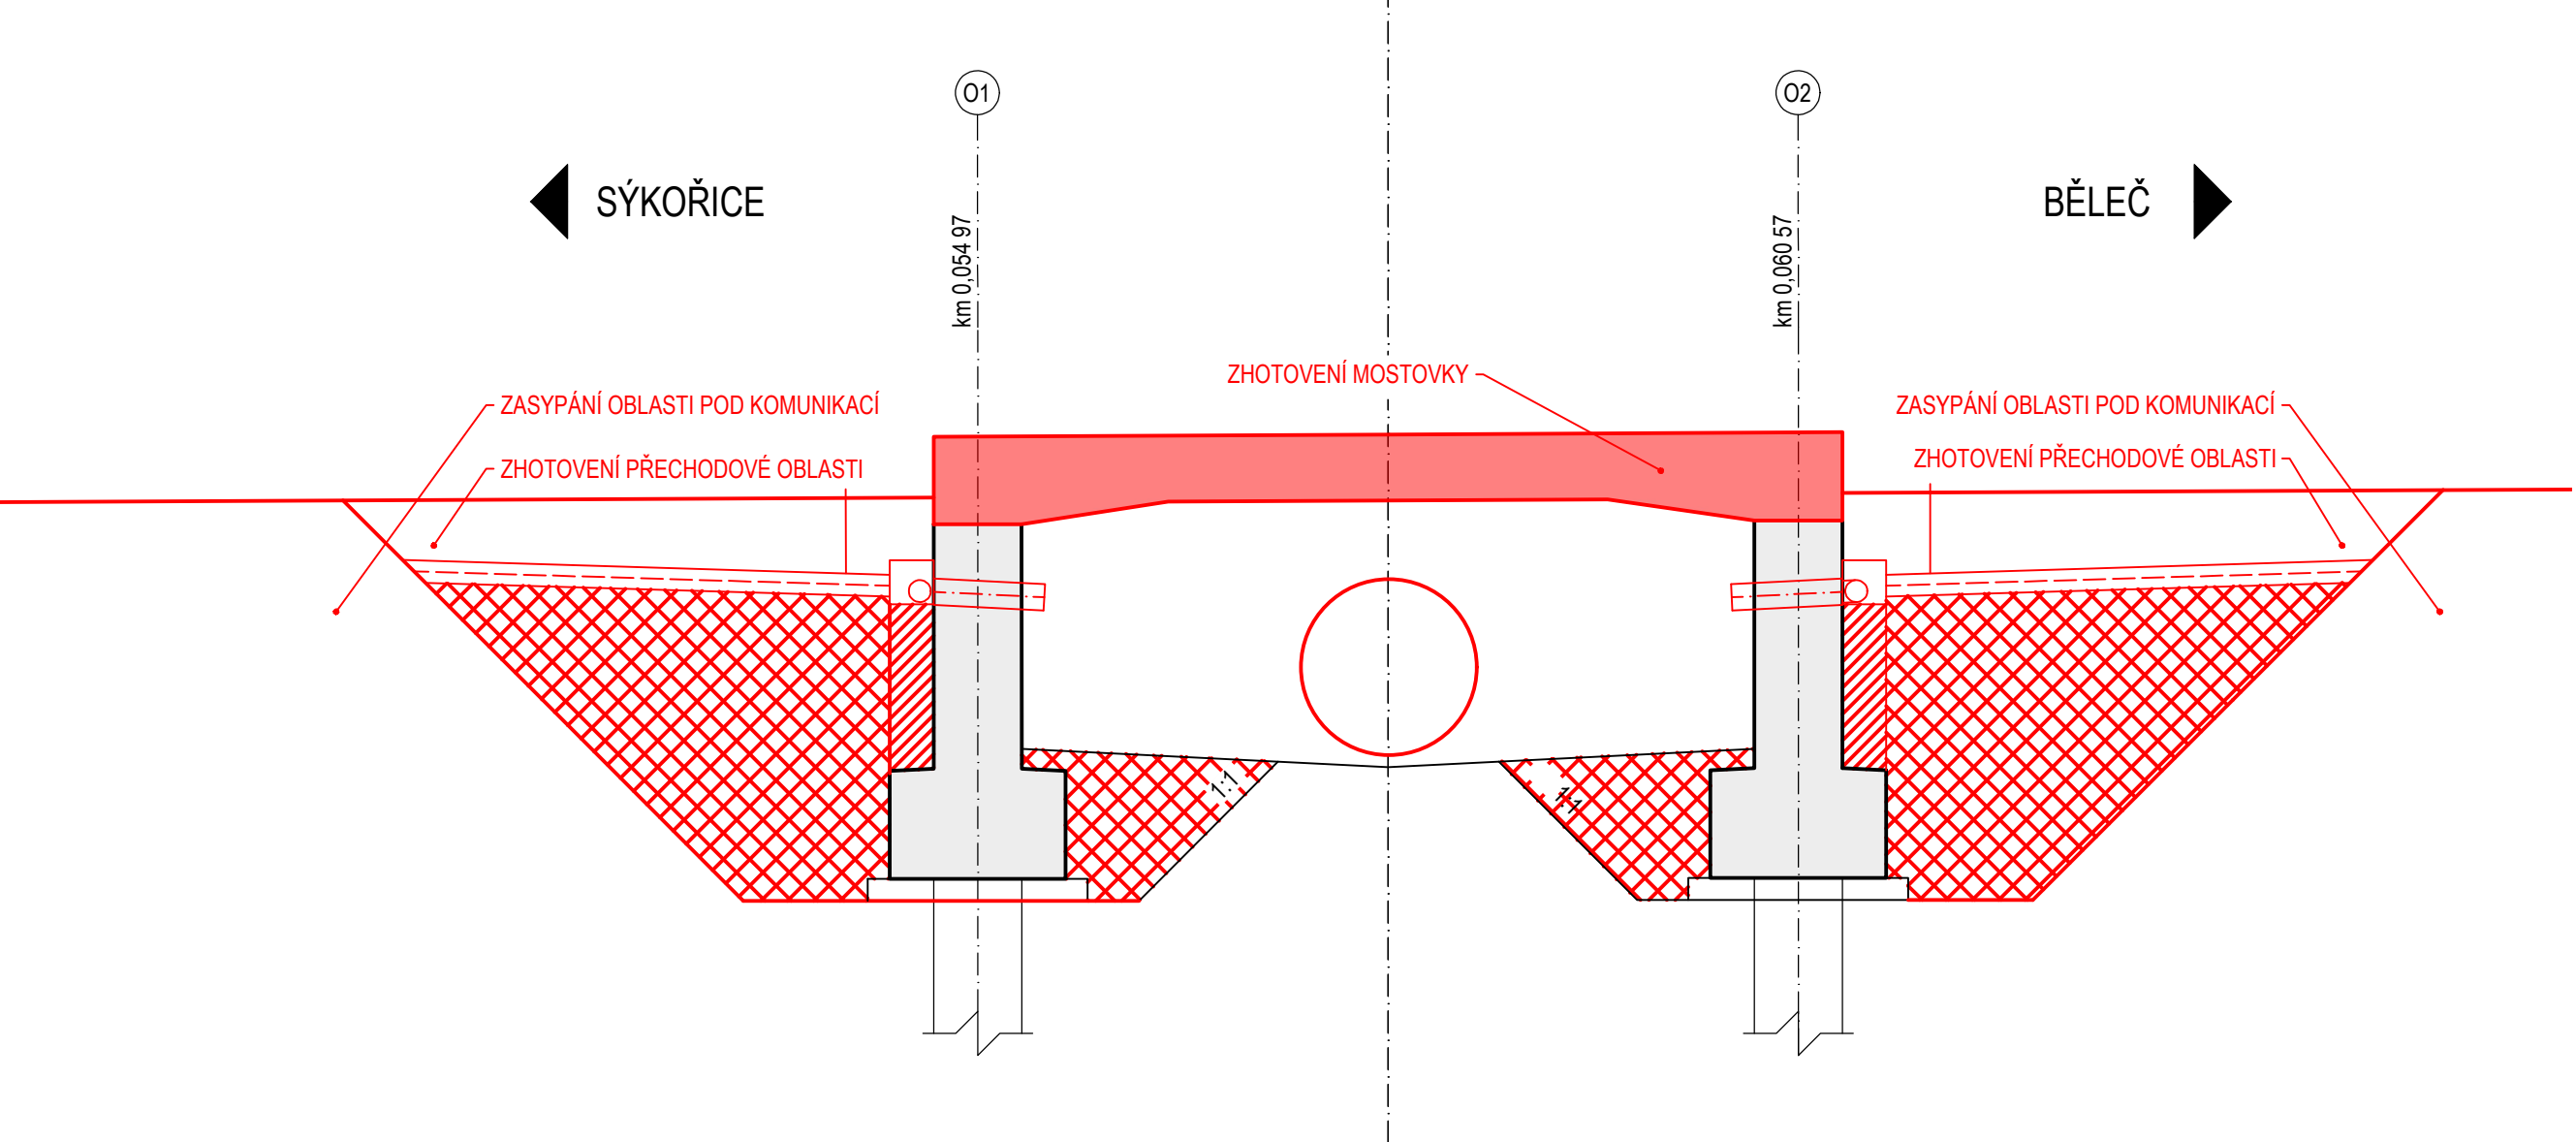 O1
O2
SÝKOŘICE
BĚLEČ
km 0,054 97
km 0,060 57
ZHOTOVENÍ MOSTOVKY
ZASYPÁNÍ OBLASTI POD KOMUNIKACÍ
ZASYPÁNÍ OBLASTI POD KOMUNIKACÍ
ZHOTOVENÍ PŘECHODOVÉ OBLASTI
ZHOTOVENÍ PŘECHODOVÉ OBLASTI
1:1
1:1